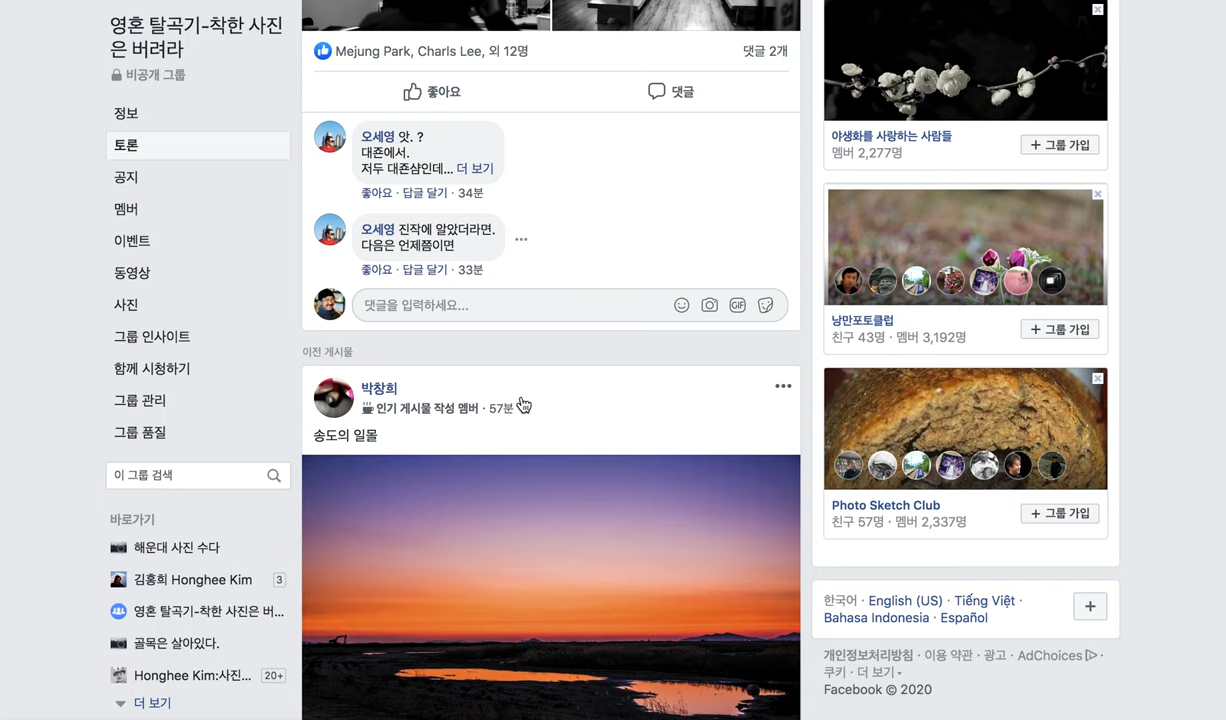 영혼 탈곡기-착한 사진
은 버려라
비공개 그룹
정보
토론
공지
멤버
이벤트
동영상
사진
그룹 인사이트
함께 시청하기
그룹 관리
그룹 품질
이 그룹 검색
바로가기
해운대 사진 수다
김홍희 Honghee Kim 3
영혼 탈곡기-착한 사진은 버...
골목은 살아있다.
Honghee Kim:사진... 20+
더 보기
Mejung Park, Charls Lee, 외 12명 댓글 2개
좋아요 댓글
오세영 앗. ?
대죤에서.
저두 대죤샴인데... 더 보기
좋아요 · 답글 달기 · 34분
오세영 진작에 알았더라면.
다음은 언제쯤이면
좋아요 · 답글 달기 · 33분
댓글을 입력하세요... GIF
이전 게시물
박창희
인기 게시물 작성 멤버 · 57분
송도의 일몰
야생화를 사랑하는 사람들
멤버 2,277명
+ 그룹 가입
낭만포토클럽
친구 43명 · 멤버 3,192명
+ 그룹 가입
Photo Sketch Club
친구 57명 · 멤버 2,337명
+ 그룹 가입
한국어 · English (US) · Tiếng Việt ·
Bahasa Indonesia · Español
개인정보처리방침 · 이용 약관 · 광고 · AdChoices ·
쿠키 · 더 보기
Facebook © 2020